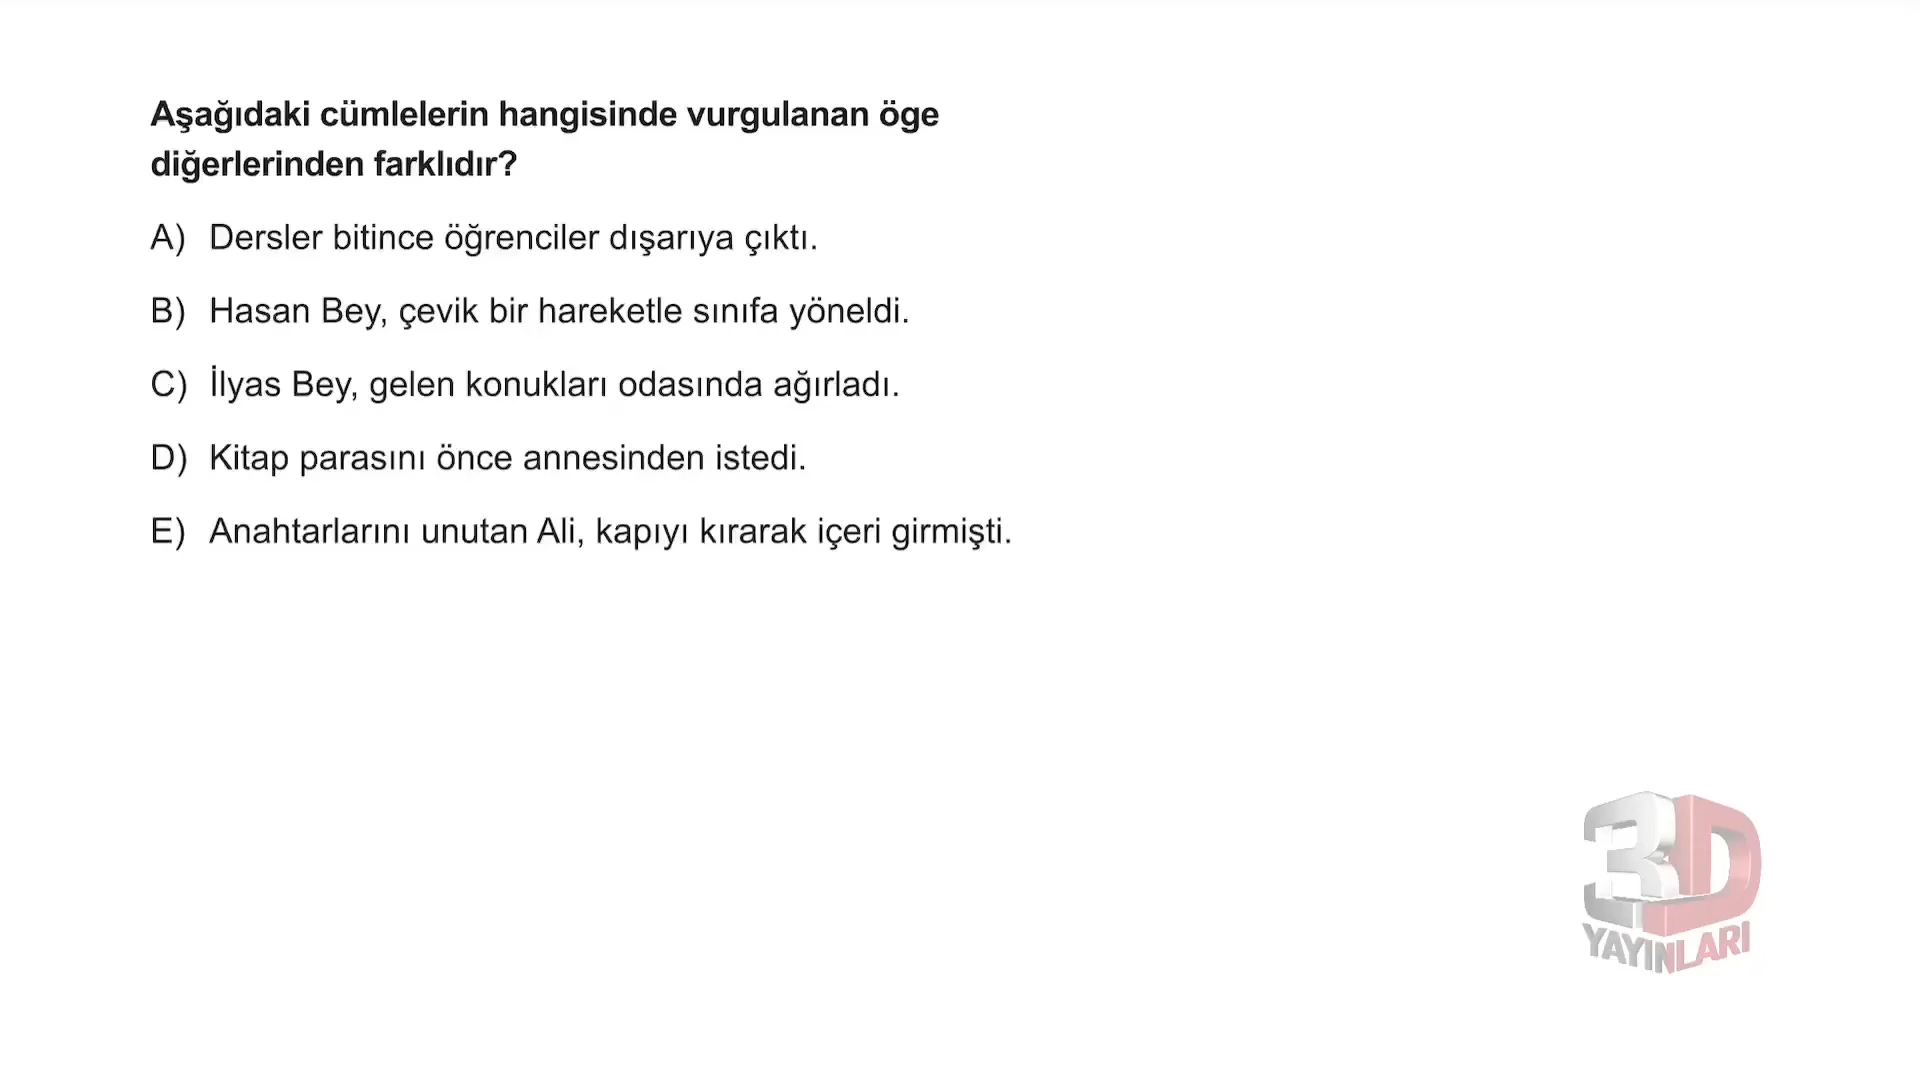 Aşağıdaki cümlelerin hangisinde vurgulanan öge
diğerlerinden farklıdır?
A) Dersler bitince öğrenciler dışarıya çıktı.
B) Hasan Bey, çevik bir hareketle sınıfa yöneldi.
C) İlyas Bey, gelen konukları odasında ağırladı.
D) Kitap parasını önce annesinden istedi.
E) Anahtarlarını unutan Ali, kapıyı kırarak içeri girmişti.
3D
YAYINLARI